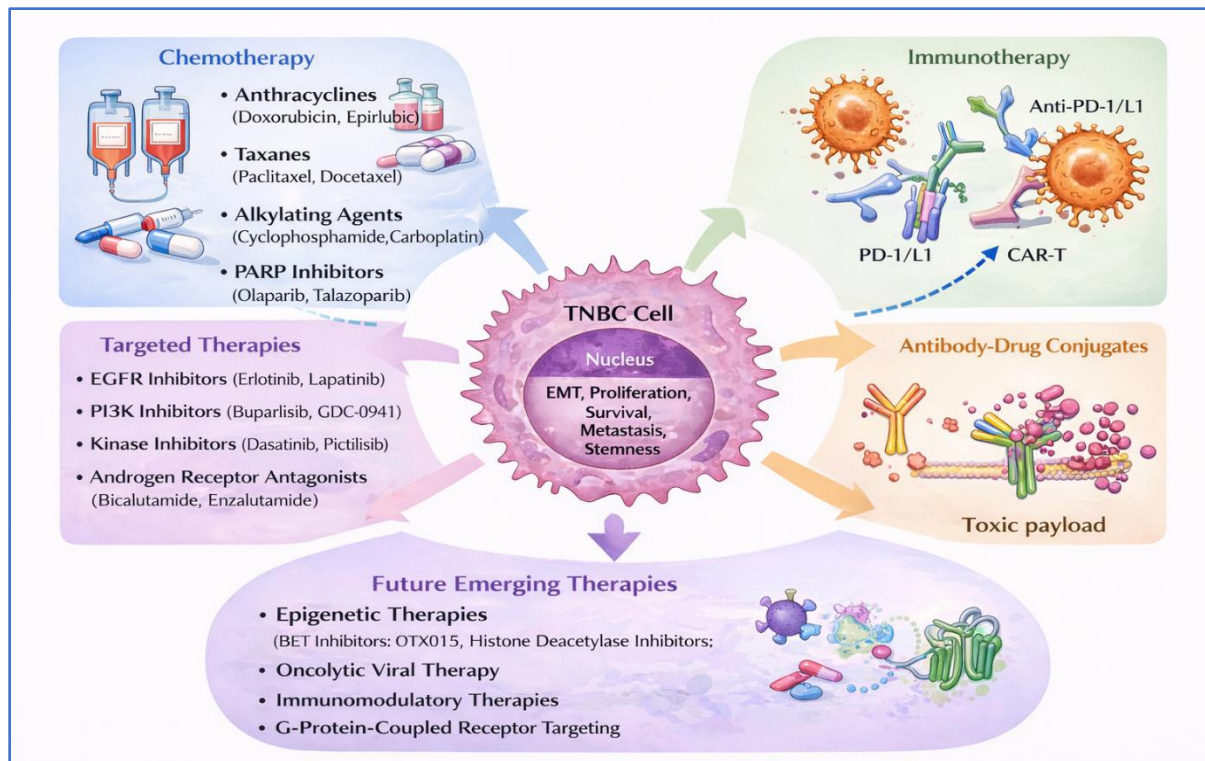 Chemotherapy
• Anthracyclines
(Doxorubicin, Epirlubic)
• Taxanes
(Paclitaxel, Docetaxel)
• Alkylating Agents
(Cyclophosphamide,Carboplatin)
• PARP Inhibitors
(Olaparib, Talazoparib)
Immunotherapy
Anti-PD-1/L1
PD-1/L1
CAR-T
TNBC Cell
Nucleus
EMT, Proliferation,
Survival,
Metastasis,
Stemness
Targeted Therapies
• EGFR Inhibitors (Erlotinib, Lapatinib)
• PI3K Inhibitors (Buparlisib, GDC-0941)
• Kinase Inhibitors (Dasatinib, Pictilisib)
• Androgen Receptor Antagonists
(Bicalutamide, Enzalutamide)
Antibody-Drug Conjugates
Toxic payload
Future Emerging Therapies
• Epigenetic Therapies
(BET Inhibitors: OTX015, Histone Deacetylase Inhibitors;
• Oncolytic Viral Therapy
• Immunomodulatory Therapies
• G-Protein-Coupled Receptor Targeting